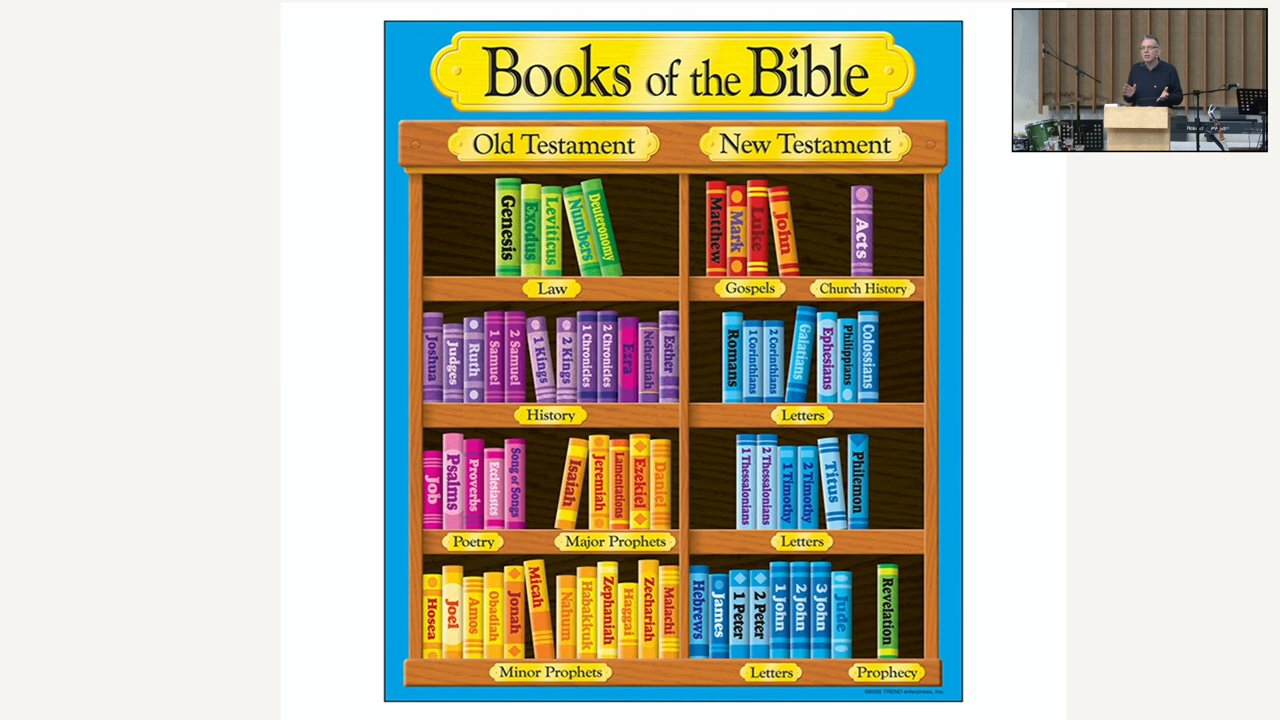 Books of the Bible
Old Testament
New Testament
Genesis
Exodus
Leviticus
Numbers
Deuteronomy
Law
Matthew
Mark
Luke
John
Gospels
Acts
Church History
Joshua
Judges
Ruth
1 Samuel
2 Samuel
1 Kings
2 Kings
1 Chronicles
2 Chronicles
Ezra
Nehemiah
Esther
History
Romans
1 Corinthians
2 Corinthians
Galatians
Ephesians
Philippians
Colossians
Letters
Job
Psalms
Proverbs
Ecclesiastes
Song of Songs
Poetry
Isaiah
Jeremiah
Lamentations
Ezekiel
Daniel
Major Prophets
1 Thessalonians
2 Thessalonians
1 Timothy
2 Timothy
Titus
Philemon
Letters
Hosea
Joel
Amos
Obadiah
Jonah
Micah
Nahum
Habakkuk
Zephaniah
Haggai
Zechariah
Malachi
Minor Prophets
Hebrews
James
1 Peter
2 Peter
1 John
2 John
3 John
Jude
Letters
Revelation
Prophecy
©2006 TREND enterprises, Inc.
Roland